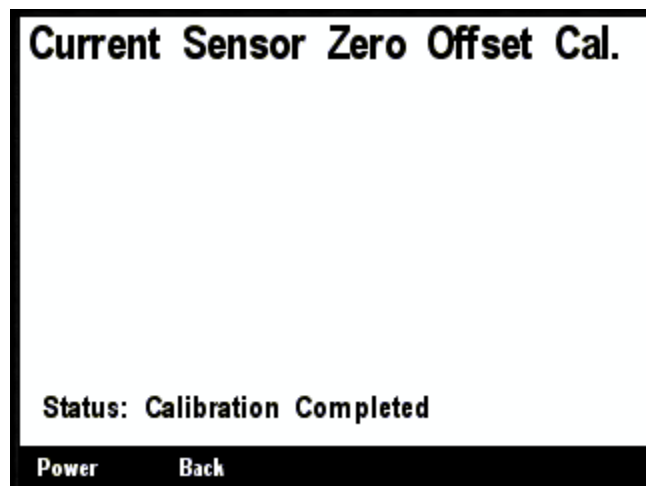 Current Sensor Zero Offset Cal.
Status: Calibration Completed
Power Back